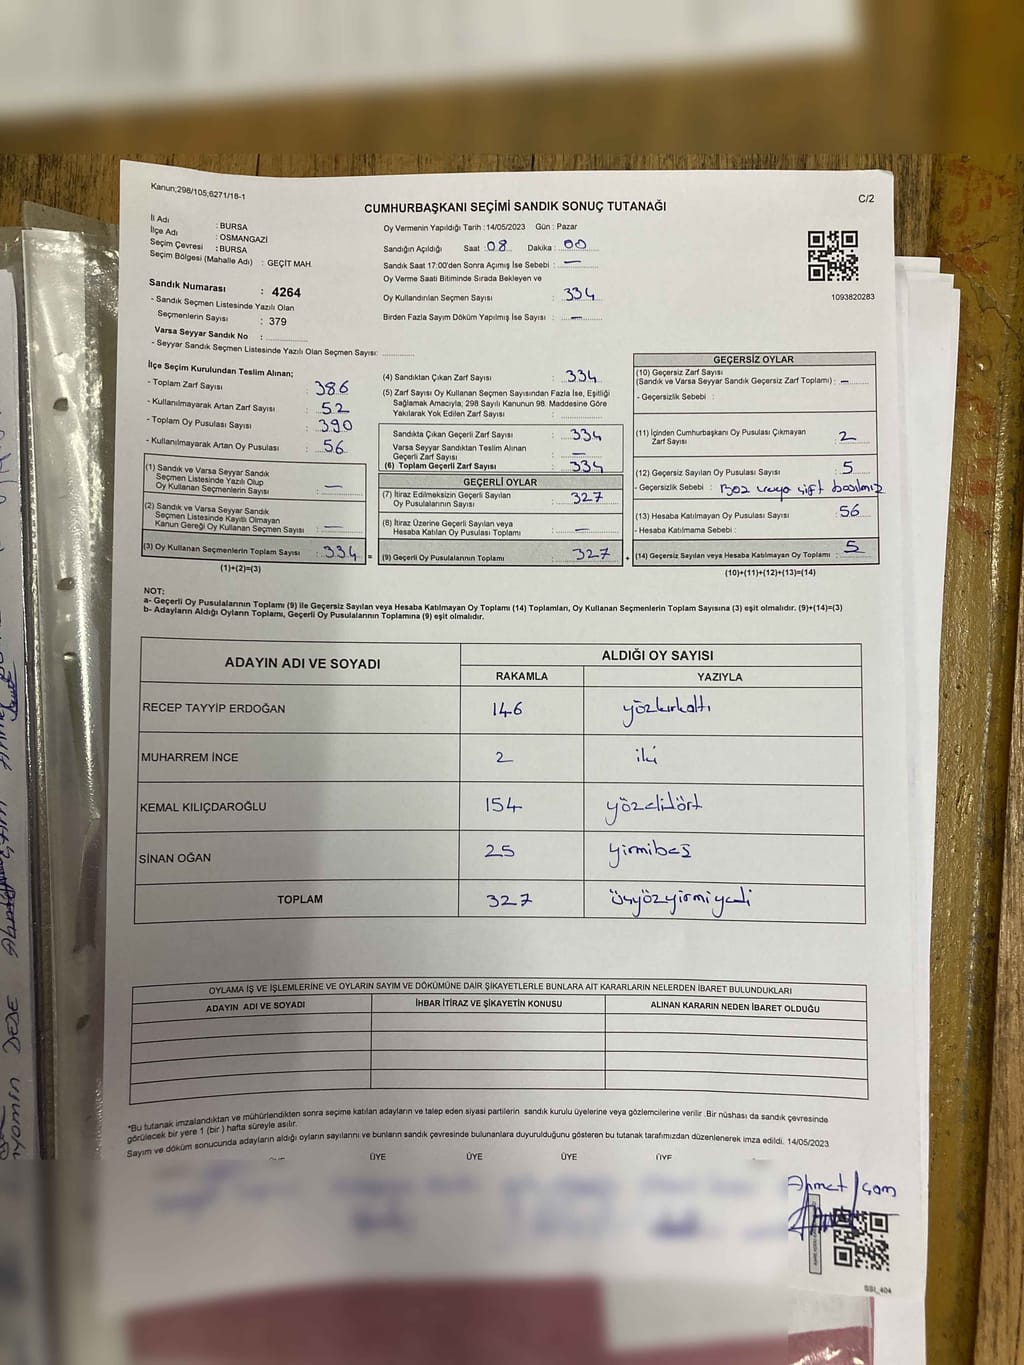 Kanun;298/105;6271/18-1
C/2
CUMHURBAŞKANI SEÇİMİ SANDIK SONUÇ TUTANAĞI
İl Adı : BURSA
İlçe Adı : OSMANGAZİ
Seçim Çevresi : BURSA
Seçim Bölgesi (Mahalle Adı) : GEÇİT MAH.
Sandık Numarası : 4264
- Sandık Seçmen Listesinde Yazılı Olan
Seçmenlerin Sayısı : 379
Varsa Seyyar Sandık No :
- Seyyar Sandık Seçmen Listesinde Yazılı Olan Seçmen Sayısı:
Oy Vermenin Yapıldığı Tarih : 14/05/2023 Gün : Pazar
Sandığın Açıldığı Saat : 08 Dakika : 00
Sandık Saat 17:00'den Sonra Açımış İse Sebebi : —
Oy Verme Saati Bitiminde Sırada Bekleyen ve
Oy Kullandırılan Seçmen Sayısı : 334
Birden Fazla Sayım Döküm Yapılmış İse Sayısı : —
1093820283
İlçe Seçim Kurulundan Teslim Alınan;
- Toplam Zarf Sayısı : 386
- Kullanılmayarak Artan Zarf Sayısı : 52
- Toplam Oy Pusulası Sayısı : 390
- Kullanılmayarak Artan Oy Pusulası : 56
(1) Sandık ve Varsa Seyyar Sandık
Seçmen Listesinde Yazılı Olup
Oy Kullanan Seçmenlerin Sayısı : —
(2) Sandık ve Varsa Seyyar Sandık
Seçmen Listesinde Kayıtlı Olmayan
Kanun Gereği Oy Kullanan Seçmen Sayısı : —
(3) Oy Kullanan Seçmenlerin Toplam Sayısı : 334 =
(1)+(2)=(3)
(4) Sandıktan Çıkan Zarf Sayısı : 334
(5) Zarf Sayısı Oy Kullanan Seçmen Sayısından Fazla İse, Eşitliği
Sağlamak Amacıyla; 298 Sayılı Kanunun 98. Maddesine Göre
Yakılarak Yok Edilen Zarf Sayısı :
Sandıkta Çıkan Geçerli Zarf Sayısı : 334
Varsa Seyyar Sandıktan Teslim Alınan
Geçerli Zarf Sayısı : —
(6) Toplam Geçerli Zarf Sayısı : 334
GEÇERLİ OYLAR
(7) İtiraz Edilmeksizin Geçerli Sayılan
Oy Pusulalarının Sayısı : 327
(8) İtiraz Üzerine Geçerli Sayılan veya
Hesaba Katılan Oy Pusulası Toplamı : —
(9) Geçerli Oy Pusulalarının Toplamı : 327 +
GEÇERSİZ OYLAR
(10) Geçersiz Zarf Sayısı
(Sandık ve Varsa Seyyar Sandık Geçersiz Zarf Toplamı) : —
- Geçersizlik Sebebi :
(11) İçinden Cumhurbaşkanı Oy Pusulası Çıkmayan
Zarf Sayısı : 2
(12) Geçersiz Sayılan Oy Pusulası Sayısı : 5
- Geçersizlik Sebebi : Boz veya çift basılmış
(13) Hesaba Katılmayan Oy Pusulası Sayısı : 56
- Hesaba Katılmama Sebebi :
(14) Geçersiz Sayılan veya Hesaba Katılmayan Oy Toplamı : 5
(10)+(11)+(12)+(13)=(14)
NOT:
a- Geçerli Oy Pusulalarının Toplamı (9) ile Geçersiz Sayılan veya Hesaba Katılmayan Oy Toplamı (14) Toplamları, Oy Kullanan Seçmenlerin Toplam Sayısına (3) eşit olmalıdır. (9)+(14)=(3)
b- Adayların Aldığı Oyların Toplamı, Geçerli Oy Pusulalarının Toplamına (9) eşit olmalıdır.
ADAYIN ADI VE SOYADI ALDIĞI OY SAYISI
RAKAMLA YAZIYLA
RECEP TAYYİP ERDOĞAN 146 yözkırkaltı
MUHARREM İNCE 2 iki
KEMAL KILIÇDAROĞLU 154 yözellidört
SİNAN OĞAN 25 yirmibeş
TOPLAM 327 üçyözyirmiyedi
OYLAMA İŞ VE İŞLEMLERİNE VE OYLARIN SAYIM VE DÖKÜMÜNE DAİR ŞİKAYETLERLE BUNLARA AİT KARARLARIN NELERDEN İBARET BULUNDUKLARI
ADAYIN ADI VE SOYADI İHBAR İTİRAZ VE ŞİKAYETİN KONUSU ALINAN KARARIN NEDEN İBARET OLDUĞU
*Bu tutanak imzalandıktan ve mühürlendikten sonra seçime katılan adayların ve talep eden siyasi partilerin sandık kurulu üyelerine veya gözlemcilerine verilir .Bir nüshası da sandık çevresinde
görülecek bir yere 1 (bir ) hafta süreyle asılır.
Sayım ve döküm sonucunda adayların aldığı oyların sayılarını ve bunların sandık çevresinde bulunanlara duyurulduğunu gösteren bu tutanak tarafımızdan düzenlenerek imza edildi. 14/05/2023
ÜYE ÜYE ÜYE ÜYE ÜYE
Ahmet Çam
SSI_404
DEDE